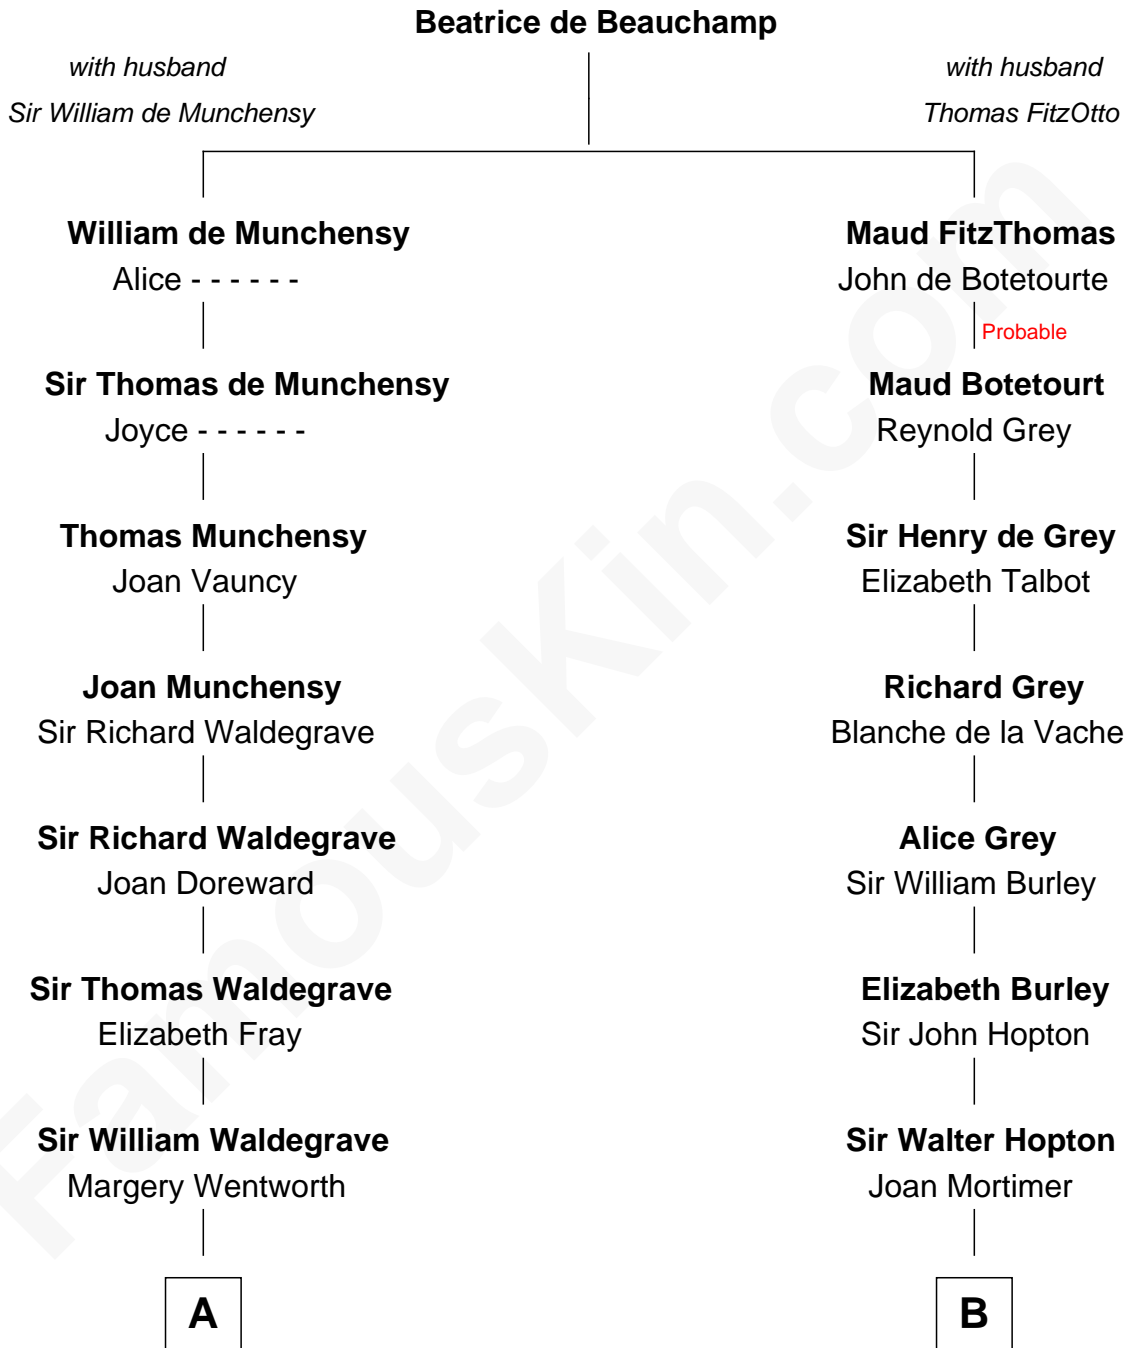 Beatrice de Beauchamp
with husband
Sir William de Munchensy
with husband
Thomas FitzOtto
William de Munchensy
Alice - - - - - -
Maud FitzThomas
John de Botetourte
Probable
Sir Thomas de Munchensy
Joyce - - - - - -
Maud Botetourt
Reynold Grey
Thomas Munchensy
Joan Vauncy
Sir Henry de Grey
Elizabeth Talbot
Joan Munchensy
Sir Richard Waldegrave
Richard Grey
Blanche de la Vache
Sir Richard Waldegrave
Joan Doreward
Alice Grey
Sir William Burley
Sir Thomas Waldegrave
Elizabeth Fray
Elizabeth Burley
Sir John Hopton
Sir William Waldegrave
Margery Wentworth
Sir Walter Hopton
Joan Mortimer
A
B
FamousKin.com